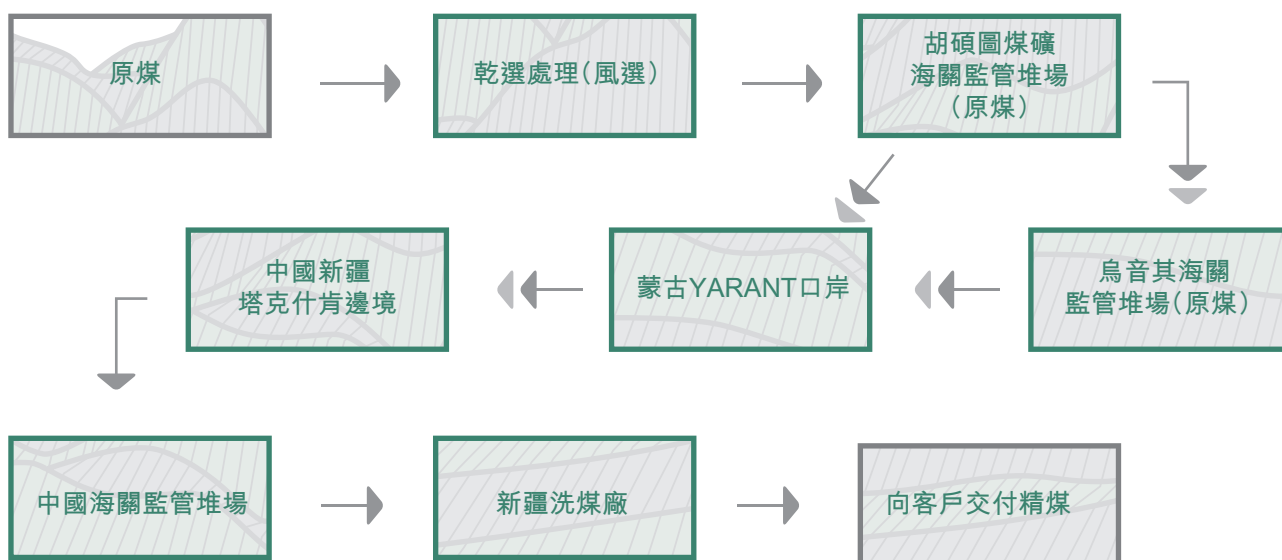 原煤
乾選處理(風選)
胡碩圖煤礦
海關監管堆場
(原煤)
烏音其海關
監管堆場(原煤)
蒙古YARANT口岸
中國新疆
塔克什肯邊境
中國海關監管堆場
新疆洗煤廠
向客戶交付精煤